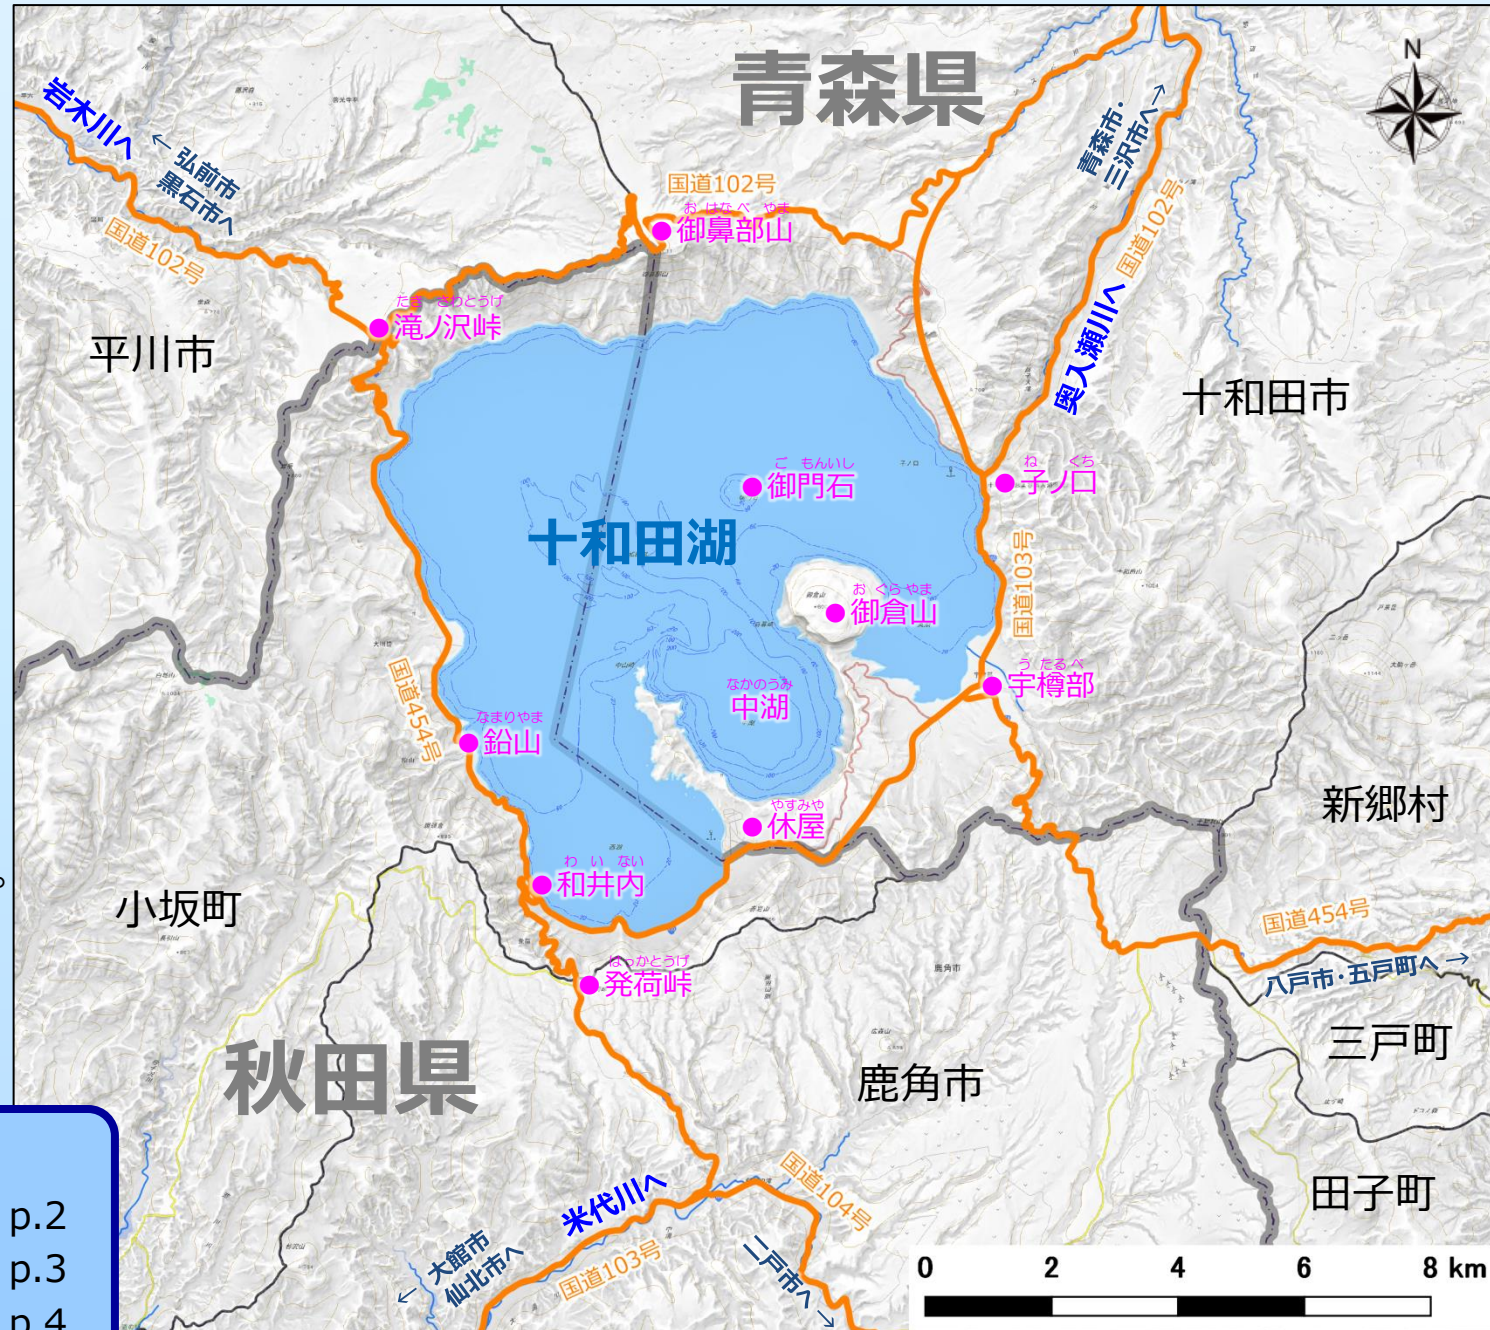 青森県
N
岩木川へ
← 弘前市
黒石市へ
国道102号
国道102号
お はな べ やま
御鼻部山
青森市・
三沢市へ →
国道102号
奥入瀬川へ
たき さわとうげ
滝ノ沢峠
平川市
十和田市
ご もんいし
御門石
ね くち
子ノ口
十和田湖
国道103号
お ぐら やま
御倉山
う たる べ
宇樽部
なかのうみ
中湖
国道454号
なまりやま
鉛山
やすみや
休屋
新郷村
わ い ない
和井内
小坂町
国道454号
八戸市・五戸町へ →
はっかとうげ
発荷峠
鹿角市
三戸町
秋田県
鹿角市
田子町
米代川へ
国道104号
← 大館市
仙北市へ
国道103号
二戸市へ →
0 2 4 6 8 km
p.2
p.3
p.4